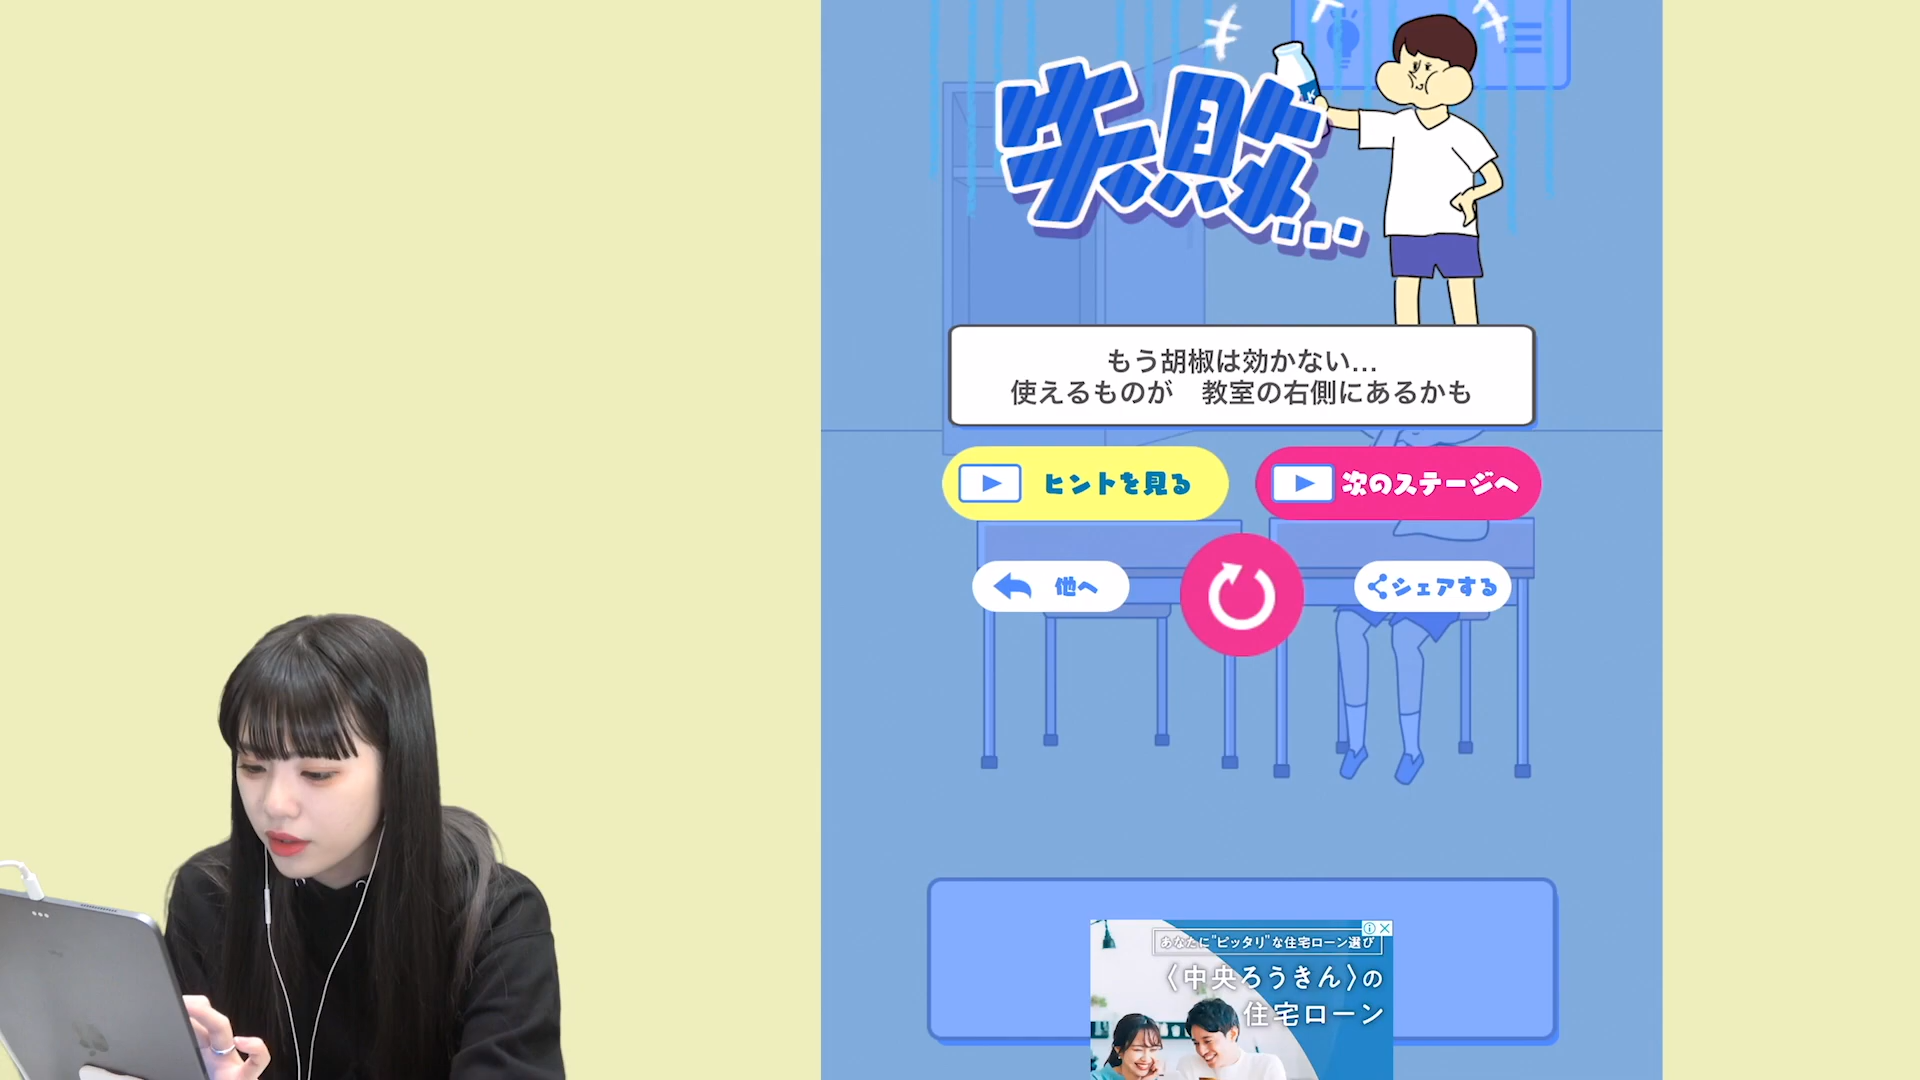 失敗...
K
もう胡椒は効かない...
使えるものが　教室の右側にあるかも
ヒントを見る
次のステージへ
他へ
シェアする
あなたに"ピッタリ"な住宅ローン選び
〈中央ろうきん〉の
住宅ローン